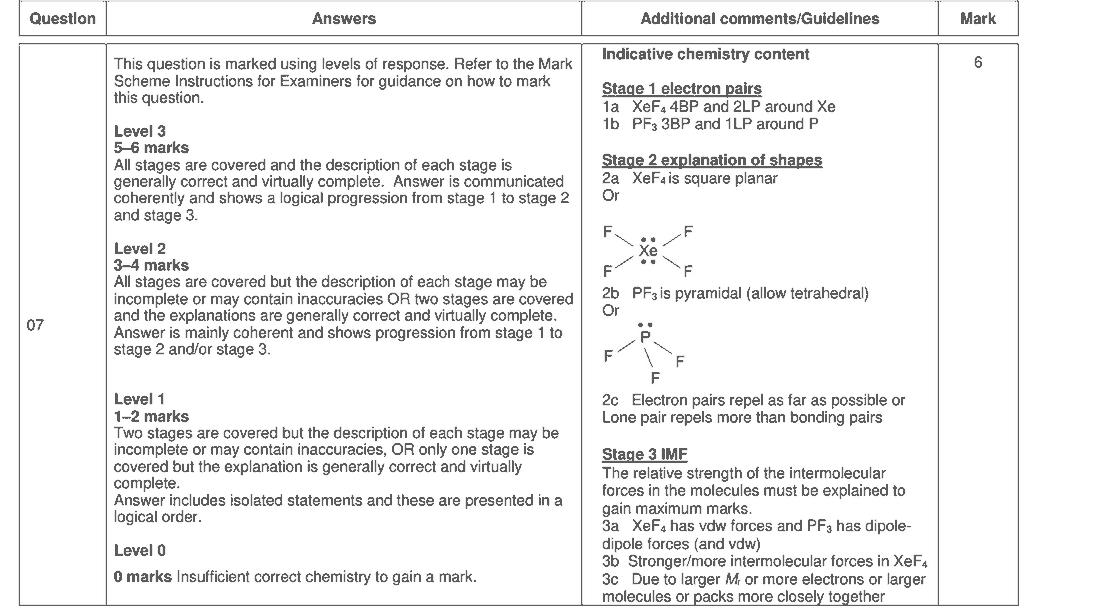 Question Answers Additional comments/Guidelines Mark
07
This question is marked using levels of response. Refer to the Mark
Scheme Instructions for Examiners for guidance on how to mark
this question.
Level 3
5–6 marks
All stages are covered and the description of each stage is
generally correct and virtually complete. Answer is communicated
coherently and shows a logical progression from stage 1 to stage 2
and stage 3.
Level 2
3–4 marks
All stages are covered but the description of each stage may be
incomplete or may contain inaccuracies OR two stages are covered
and the explanations are generally correct and virtually complete.
Answer is mainly coherent and shows progression from stage 1 to
stage 2 and/or stage 3.
Level 1
1–2 marks
Two stages are covered but the description of each stage may be
incomplete or may contain inaccuracies, OR only one stage is
covered but the explanation is generally correct and virtually
complete.
Answer includes isolated statements and these are presented in a
logical order.
Level 0
0 marks Insufficient correct chemistry to gain a mark.
Indicative chemistry content
Stage 1 electron pairs
1a XeF₄ 4BP and 2LP around Xe
1b PF₃ 3BP and 1LP around P
Stage 2 explanation of shapes
2a XeF₄ is square planar
Or
F F
Xe
F F
2b PF₃ is pyramidal (allow tetrahedral)
Or
P
F F
F
2c Electron pairs repel as far as possible or
Lone pair repels more than bonding pairs
Stage 3 IMF
The relative strength of the intermolecular
forces in the molecules must be explained to
gain maximum marks.
3a XeF₄ has vdw forces and PF₃ has dipole-
dipole forces (and vdw)
3b Stronger/more intermolecular forces in XeF₄
3c Due to larger Mᵣ or more electrons or larger
molecules or packs more closely together
6